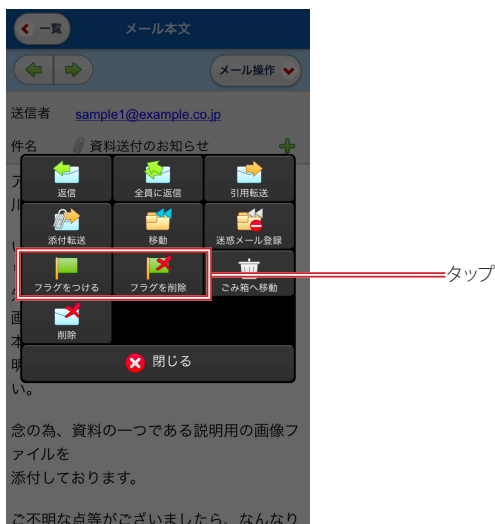 一覧
メール本文
メール操作
送信者 sample1@example.co.jp
件名 資料送付のお知らせ
ア
返信 全員に返信 引用転送
川
添付転送 移動 迷惑メール登録
い
フラグをつける フラグを削除 ごみ箱へ移動
タップ
画
削除
本
明
閉じる
い。
念の為、資料の一つである説明用の画像フ
ァイルを
添付しております。
ご不明な点等がございましたら、なんなり